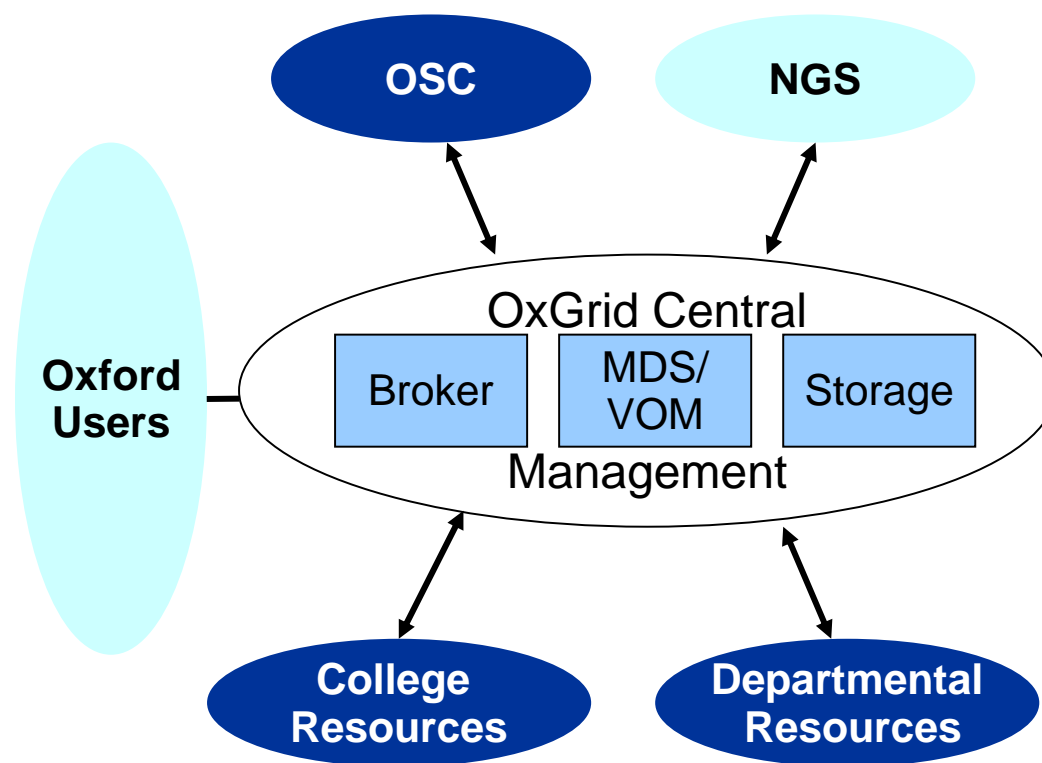 OSC
NGS
Oxford
Users
OxGrid Central
Broker
MDS/
VOM
Storage
Management
College
Resources
Departmental
Resources